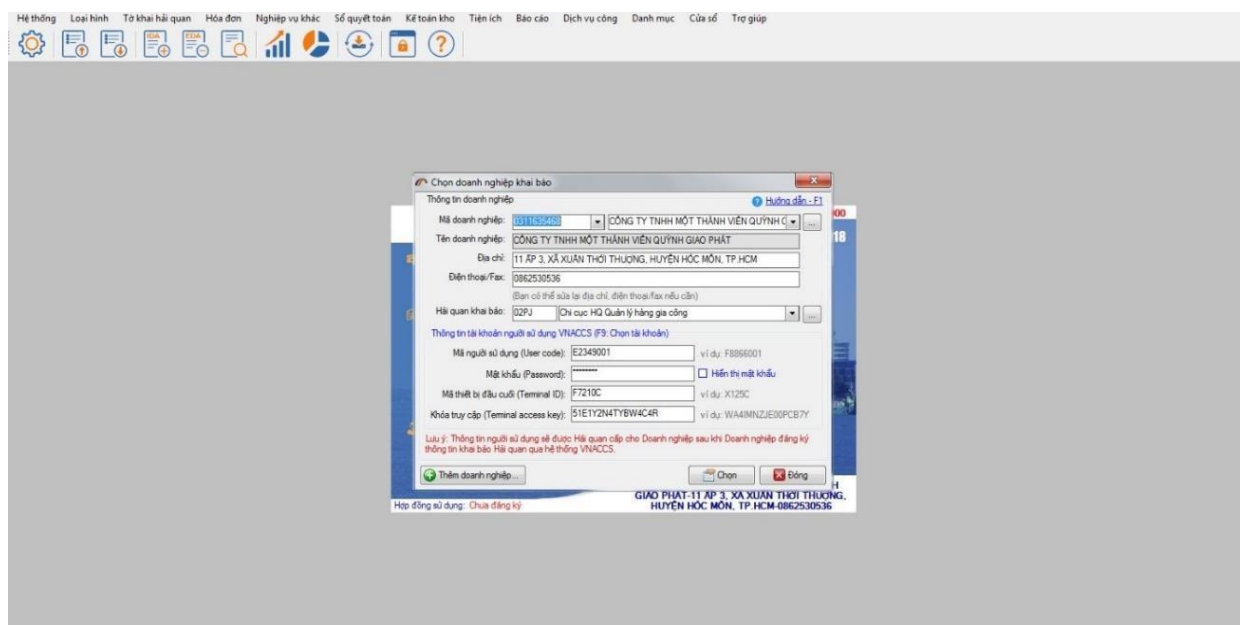 Hệ thống Loại hình Tờ khai hải quan Hóa đơn Nghiệp vụ khác Sổ quyết toán Kế toán kho Tiện ích Báo cáo Dịch vụ công Danh mục Cửa sổ Trợ giúp
IDA EDA
Chọn doanh nghiệp khai báo
Thông tin doanh nghiệp Hướng dẫn - F1
Mã doanh nghiệp: 0311635468 CÔNG TY TNHH MỘT THÀNH VIÊN QUỲNH G ...
Tên doanh nghiệp: CÔNG TY TNHH MỘT THÀNH VIÊN QUỲNH GIAO PHÁT
Địa chỉ: 11 ẤP 3, XÃ XUÂN THỚI THƯỢNG, HUYỆN HÓC MÔN, TP.HCM
Điện thoại/Fax: 0862530536
(Bạn có thể sửa lại địa chỉ, điện thoại/fax nếu cần)
Hải quan khai báo: 02PJ Chi cục HQ Quản lý hàng gia công ...
Thông tin tài khoản người sử dụng VNACCS (F9: Chọn tài khoản)
Mã người sử dụng (User code): E2349001 ví dụ: F8866001
Mật khẩu (Password): ******** Hiển thị mật khẩu
Mã thiết bị đầu cuối (Terminal ID): F7210C ví dụ: X125C
Khóa truy cập (Terminal access key): 51E1Y2N4TYBW4C4R ví dụ: WA4IMNZJE00PCB7Y
Lưu ý: Thông tin người sử dụng sẽ được Hải quan cấp cho Doanh nghiệp sau khi Doanh nghiệp đăng ký
thông tin khai báo Hải quan qua hệ thống VNACCS.
Thêm doanh nghiệp... Chọn Đóng
00
18
H
GIAO PHÁT-11 ẤP 3, XÃ XUÂN THỚI THƯỢNG,
Hợp đồng sử dụng: Chưa đăng ký HUYỆN HÓC MÔN, TP.HCM-0862530536